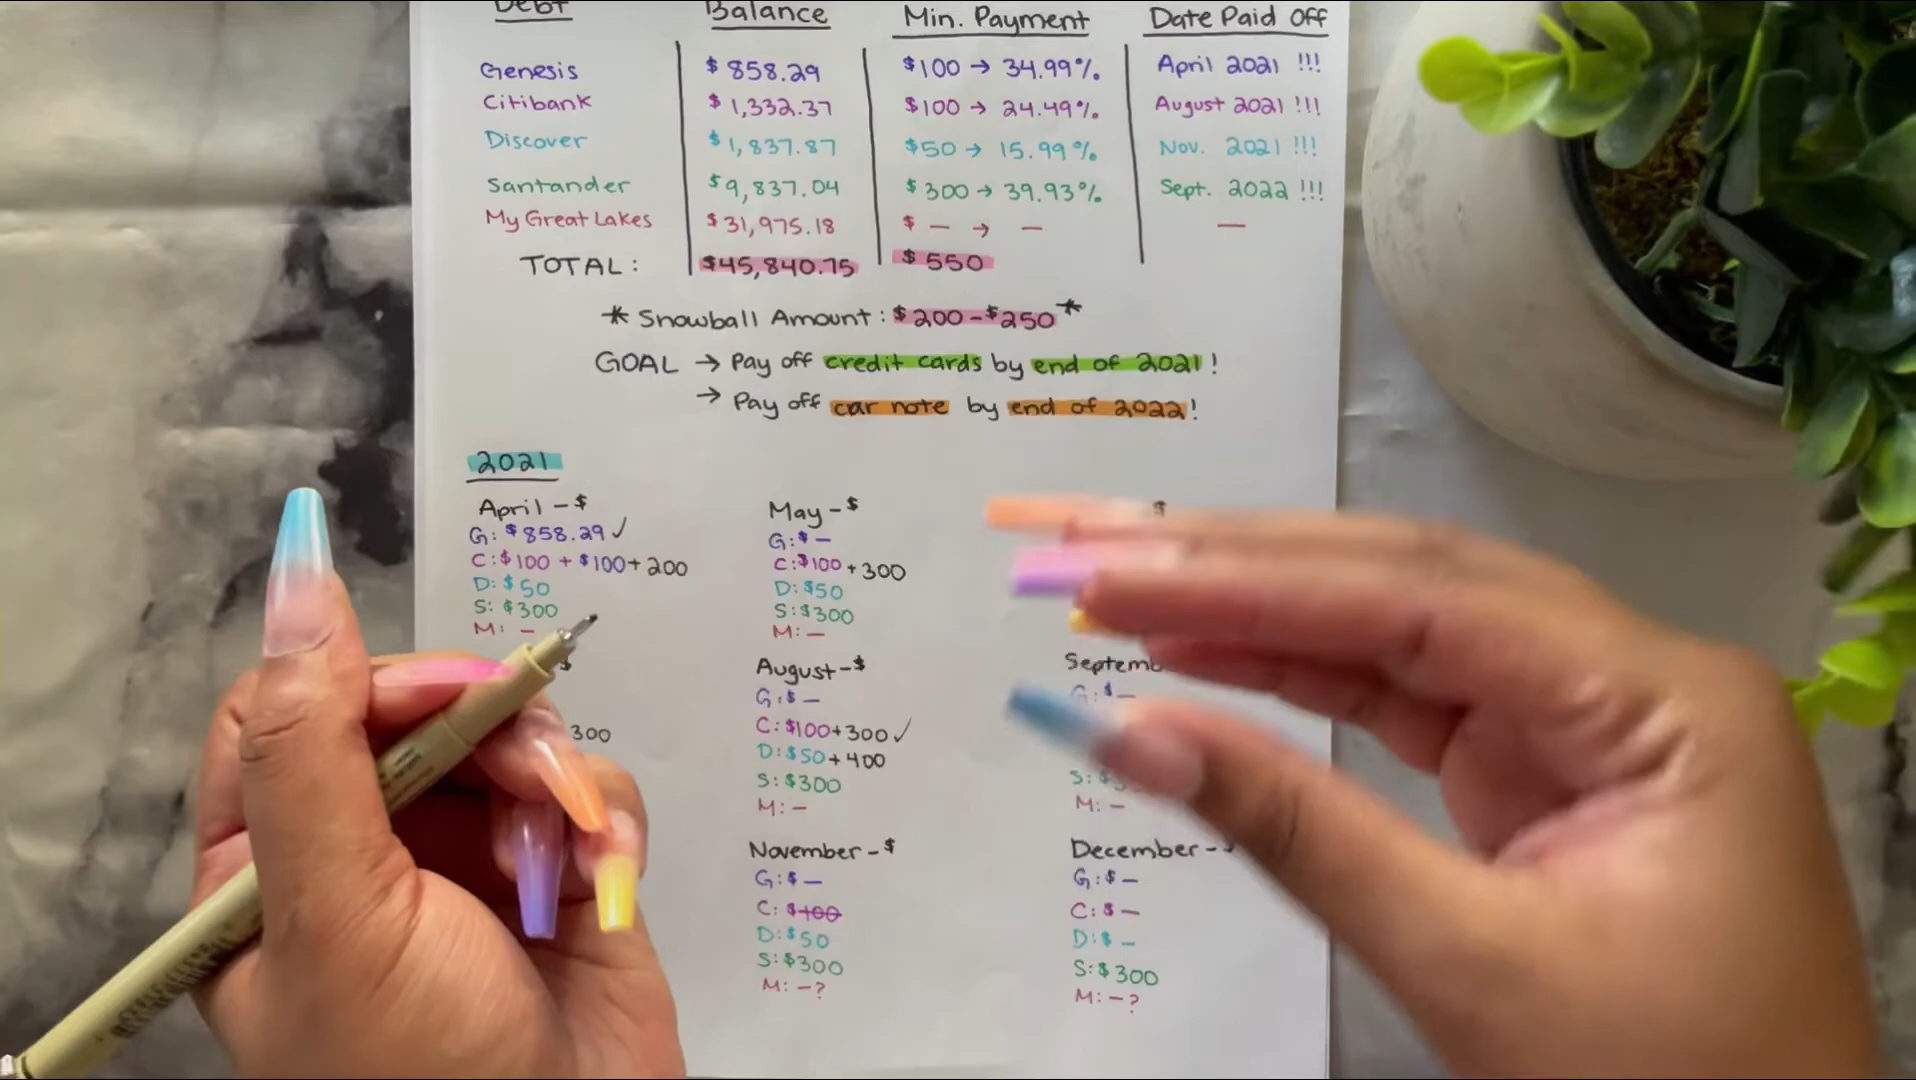 Debt Balance Min. Payment Date Paid Off
Genesis $858.29 $100 → 34.99% April 2021 !!!
Citibank $1,332.37 $100 → 24.49% August 2021 !!!
Discover $1,837.87 $50 → 15.99% Nov. 2021 !!!
Santander $9,837.04 $300 → 39.93% Sept. 2022 !!!
My Great Lakes $31,975.18 $ — → — —
TOTAL: $45,840.75 $550
* Snowball Amount: $200-$250 *
GOAL → Pay off credit cards by end of 2021!
→ Pay off car note by end of 2022!
2021
April - $
G: $858.29 ✓
C: $100 + $100 + 200
D: $50
S: $300
M: —
May - $
G: $ —
C: $100 + 300
D: $50
S: $300
M: —
$
$
300
August - $
G: $ —
C: $100 + 300 ✓
D: $50 + 400
S: $300
M: —
Septemb
G: $ —
S: $
M: —
November - $
G: $ —
C: $100
D: $50
S: $300
M: — ?
December -
G: $ —
C: $ —
D: $ —
S: $300
M: — ?